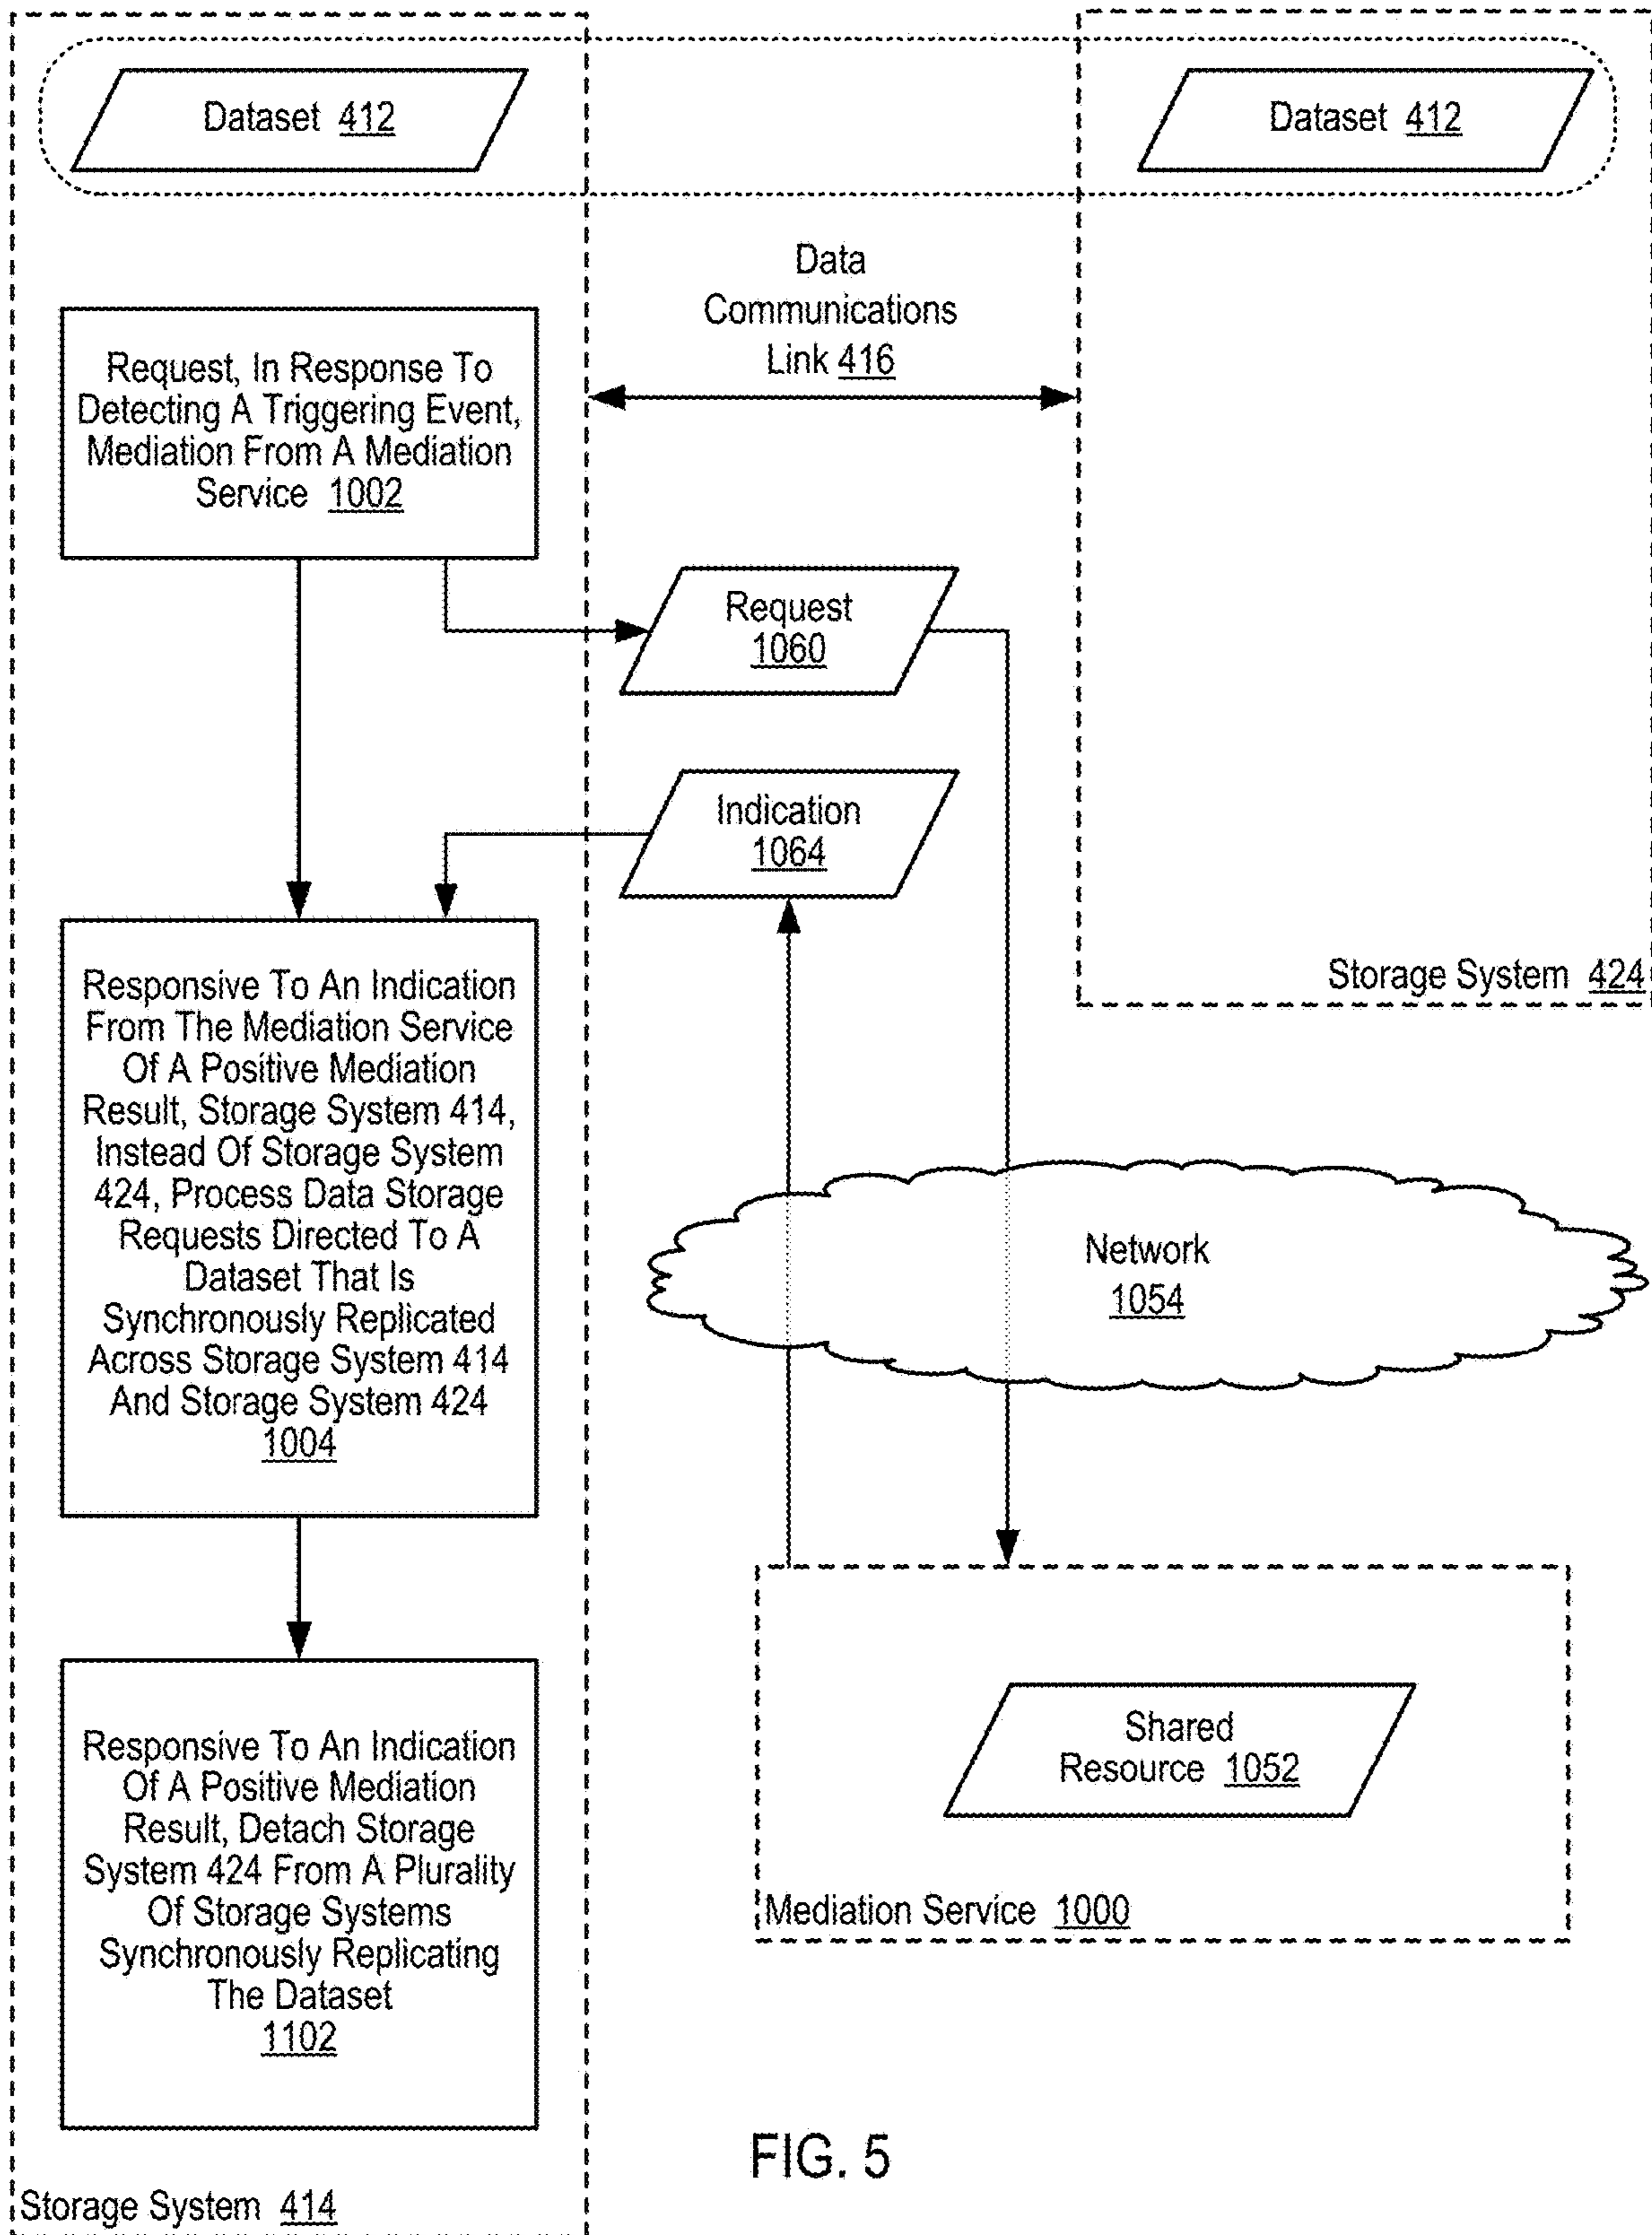 Dataset 412
Dataset 412
Data
Communications
Link 416
Request, In Response To
Detecting A Triggering Event,
Mediation From A Mediation
Service 1002
Request
1060
Indication
1064
Storage System 424
Responsive To An Indication
From The Mediation Service
Of A Positive Mediation
Result, Storage System 414,
Instead Of Storage System
424, Process Data Storage
Requests Directed To A
Dataset That Is
Synchronously Replicated
Across Storage System 414
And Storage System 424
1004
Network
1054
Responsive To An Indication
Of A Positive Mediation
Result, Detach Storage
System 424 From A Plurality
Of Storage Systems
Synchronously Replicating
The Dataset
1102
Shared
Resource 1052
Mediation Service 1000
FIG. 5
Storage System 414